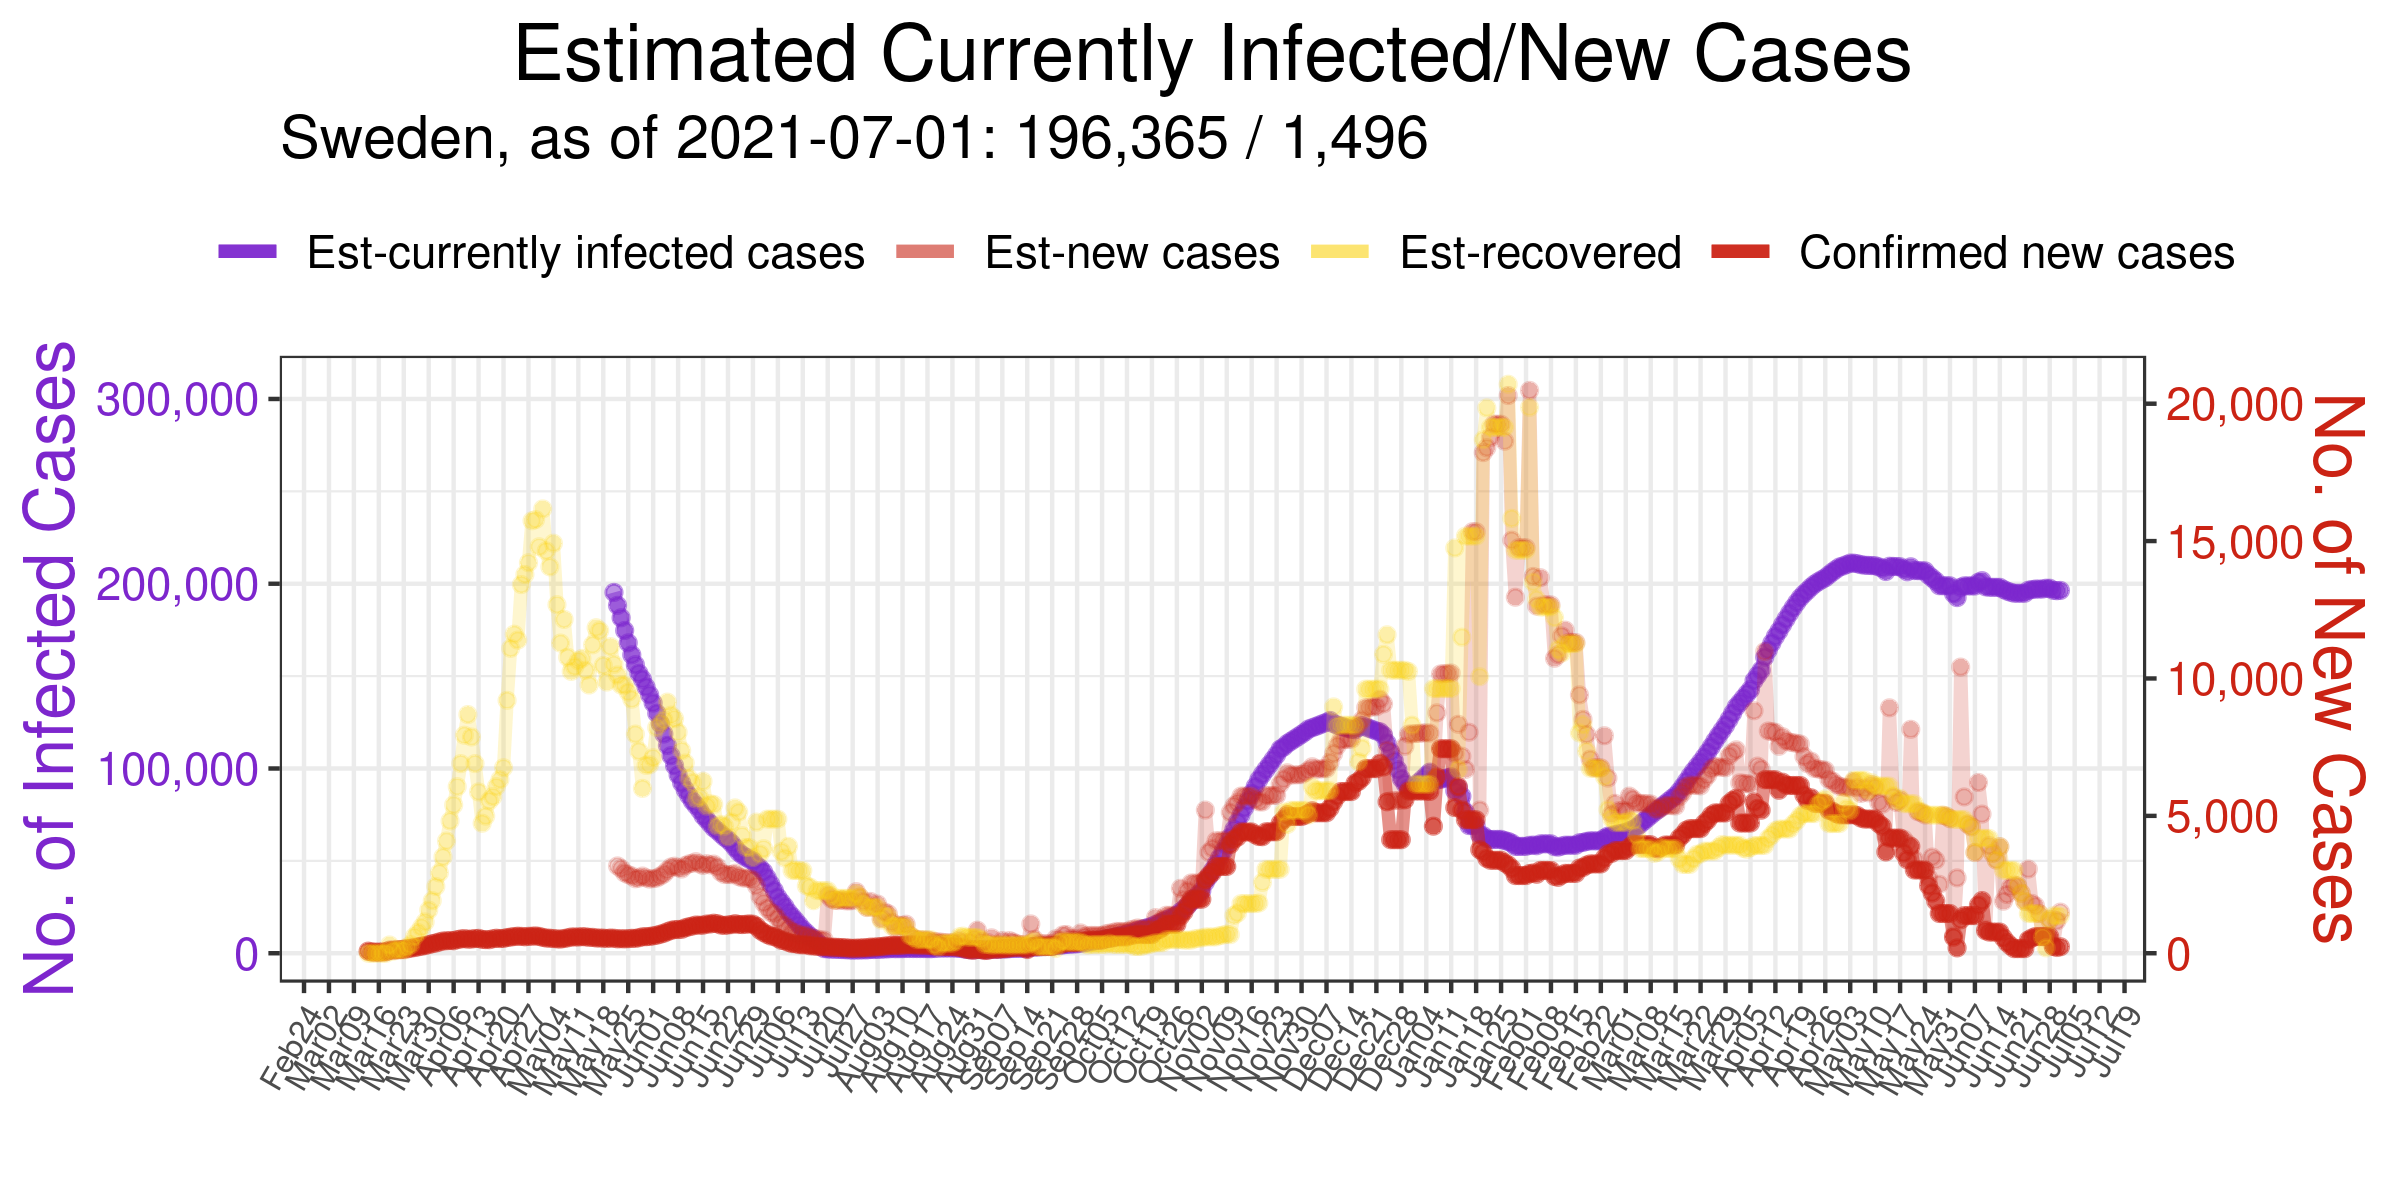 Estimated Currently Infected/New Cases
Sweden, as of 2021-07-01: 196,365 / 1,496
Est-currently infected cases
Est-new cases
Est-recovered
Confirmed new cases
No. of Infected Cases
300,000
200,000
100,000
0
20,000
15,000
10,000
5,000
0
No. of New Cases
Feb24
Mar02
Mar09
Mar16
Mar23
Mar30
Apr06
Apr13
Apr20
Apr27
May04
May11
May18
May25
Jun01
Jun08
Jun15
Jun22
Jun29
Jul06
Jul13
Jul20
Jul27
Aug03
Aug10
Aug17
Aug24
Aug31
Sep07
Sep14
Sep21
Sep28
Oct05
Oct12
Oct19
Oct26
Nov02
Nov09
Nov16
Nov23
Nov30
Dec07
Dec14
Dec21
Dec28
Jan04
Jan11
Jan18
Jan25
Feb01
Feb08
Feb15
Feb22
Mar01
Mar08
Mar15
Mar22
Mar29
Apr05
Apr12
Apr19
Apr26
May03
May10
May17
May24
May31
Jun07
Jun14
Jun21
Jun28
Jul05
Jul12
Jul19